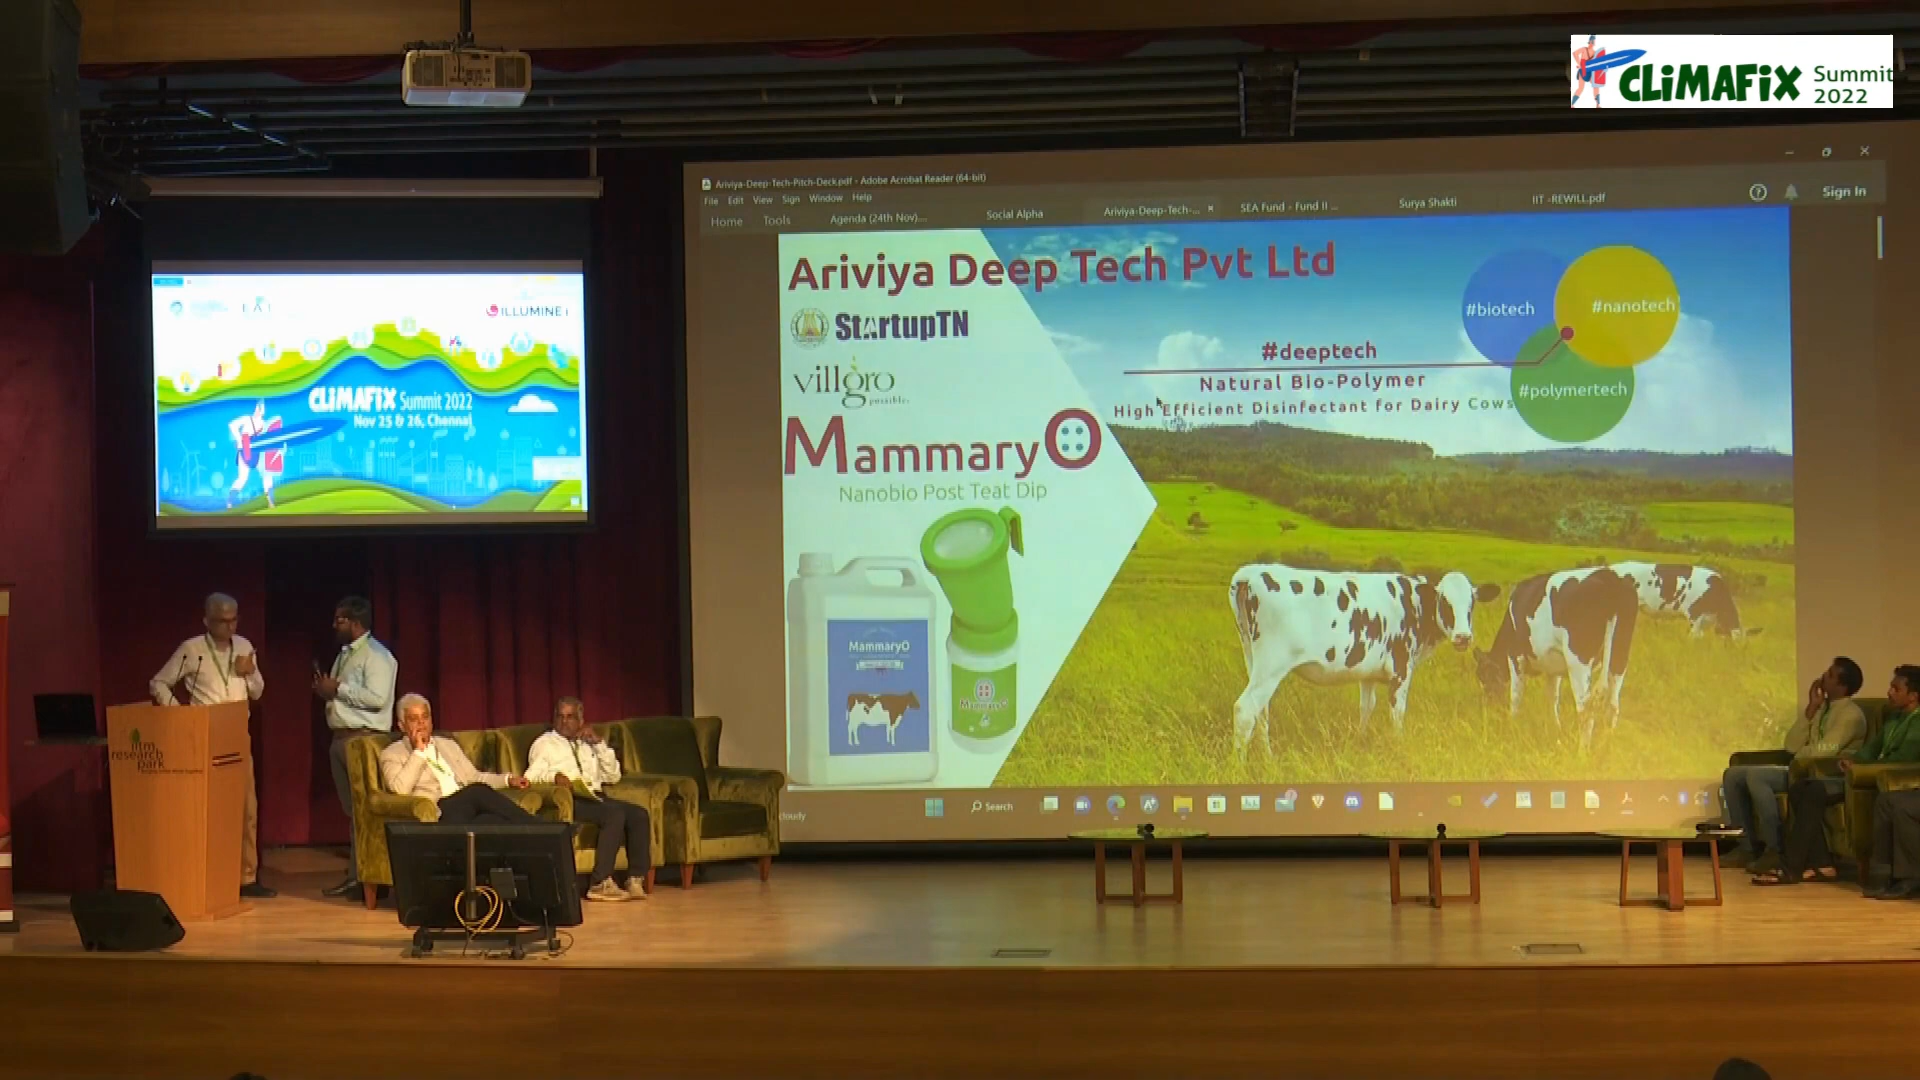 CLiMAFiX Summit
2022
Ariviya-Deep-Tech-Pitch-Deck.pdf - Adobe Acrobat Reader (64-bit)
File Edit View Sign Window Help
Home Tools Agenda (24th Nov)... Social Alpha Ariviya-Deep-Tech-... × SEA Fund - Fund II ... Surya Shakti IIT -REWiLL.pdf Sign In
Ariviya Deep Tech Pvt Ltd
StartupTN
villgro
possible.
#biotech
#nanotech
#polymertech
#deeptech
Natural Bio-Polymer
High Efficient Disinfectant for Dairy Cows
MammaryO
Nanobio Post Teat Dip
MammaryO
MammaryO
Search
cloudy
ILLUMINE i
CLiMAFiX Summit 2022
Nov 25 & 26, Chennai
iitm
research
park